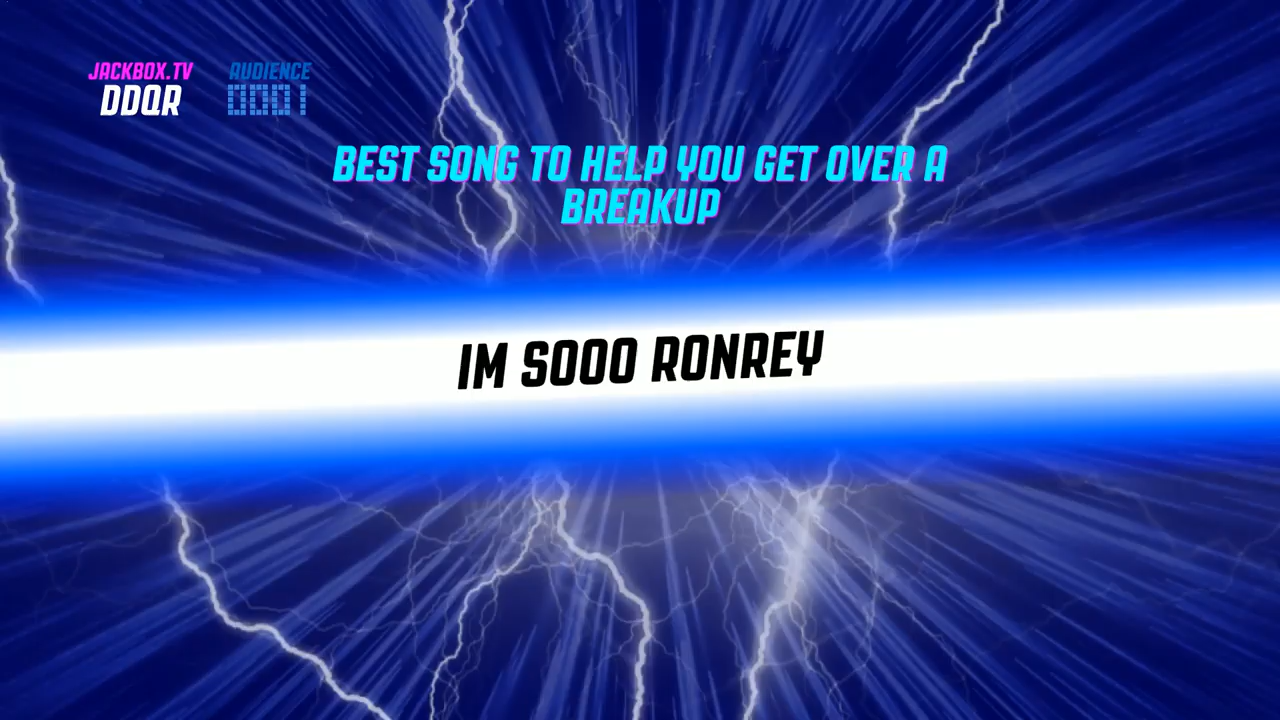 JACKBOX.TV
DDQR
AUDIENCE
0001
BEST SONG TO HELP YOU GET OVER A
BREAKUP
IM SOOO RONREY